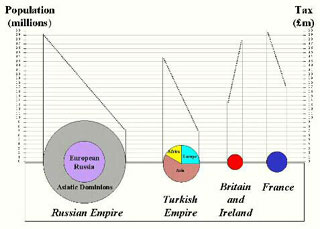 Population
(millions)
Tax
(£m)
European
Russia
Asiatic Dominions
Africa
Europe
Asia
Russian Empire
Turkish
Empire
Britain
and
Ireland
France